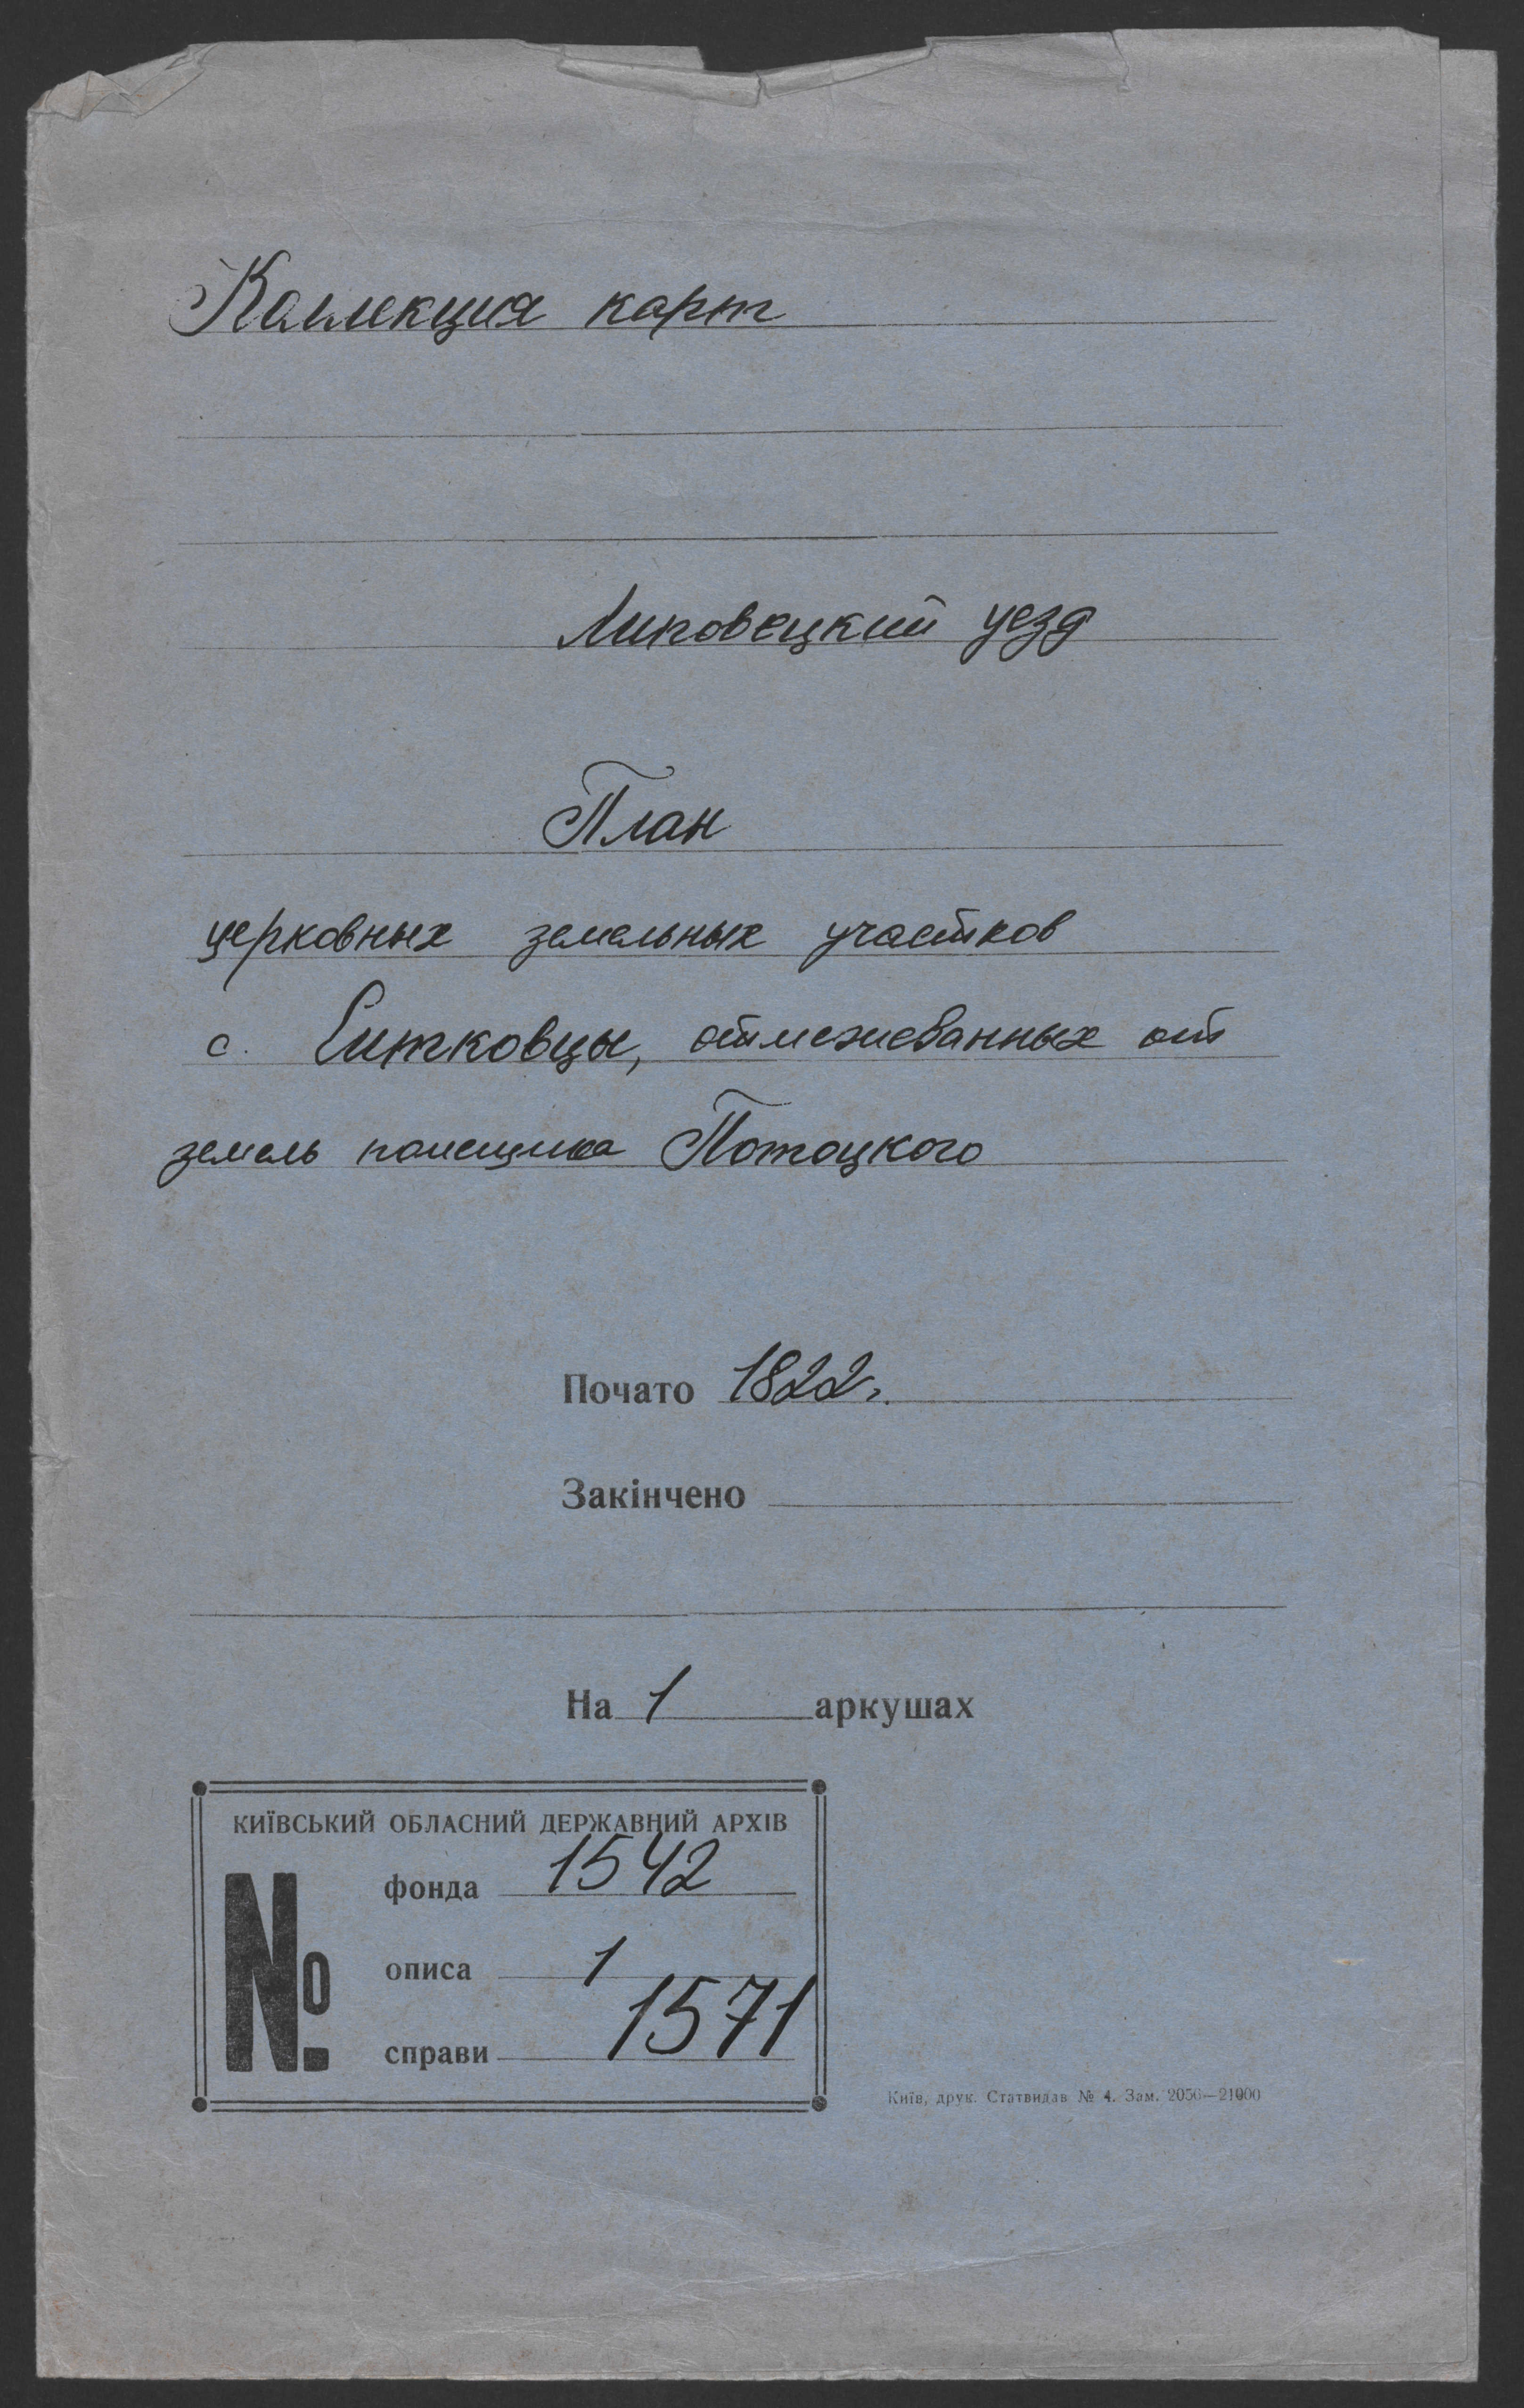 Коллекция карт
Липовецкий уезд
План
церковных земельных участков
с. Ситковцы, отмежеванных от
земель помещика Потоцкого
Почато 1822г.
Закінчено
На 1 аркушах
КИЇВСЬКИЙ ОБЛАСНИЙ ДЕРЖАВНИЙ АРХІВ
№
фонда 1542
описа 1
справи 1571
Київ, друк. Статвидав № 4. Зам. 2056—21000